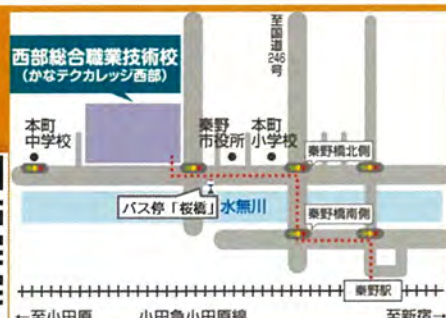 西部総合職業技術校
(かなテクカレッジ西部)
至国道
246
号
本町
中学校
秦野
市役所
本町
小学校
秦野橋北側
バス停「桜橋」
水無川
秦野橋南側
秦野駅
←至小田原
小田急小田原線
至新宿→